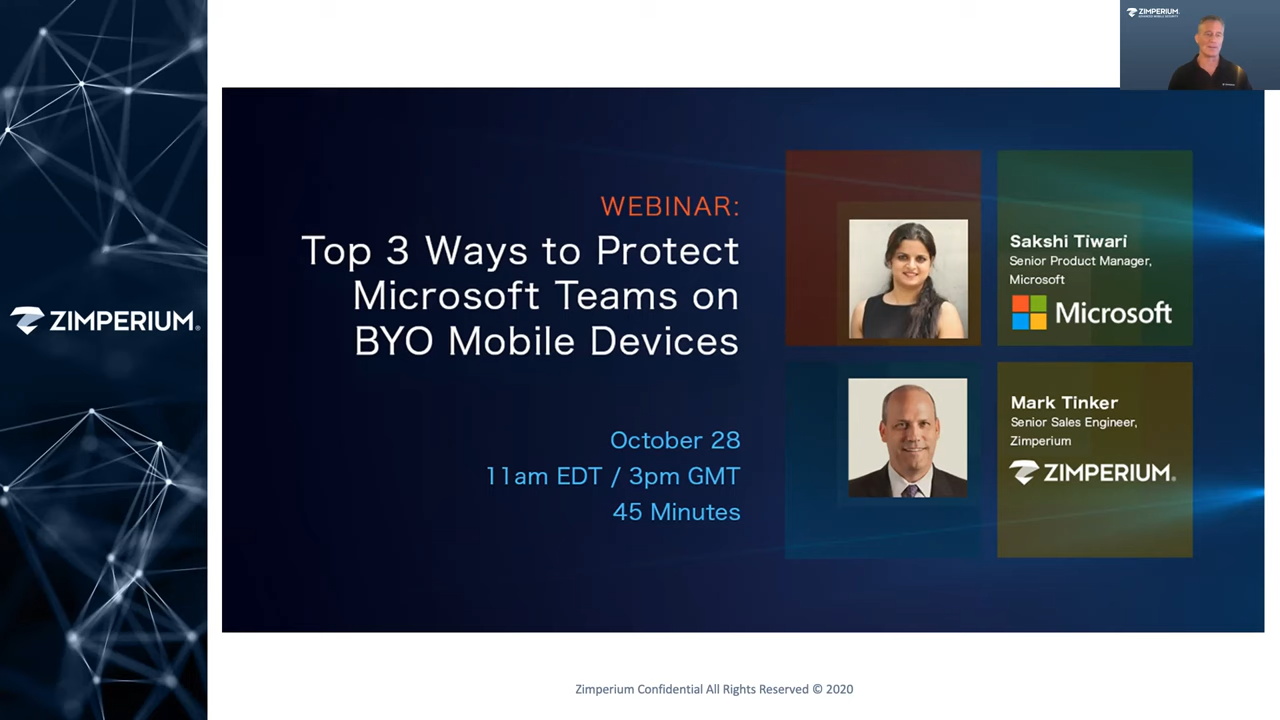 ZIMPERIUM®
ZIMPERIUM
WEBINAR:
Top 3 Ways to Protect
Microsoft Teams on
BYO Mobile Devices
October 28
11am EDT / 3pm GMT
45 Minutes
Sakshi Tiwari
Senior Product Manager,
Microsoft
Microsoft
Mark Tinker
Senior Sales Engineer,
Zimperium
ZIMPERIUM®
Zimperium Confidential All Rights Reserved © 2020